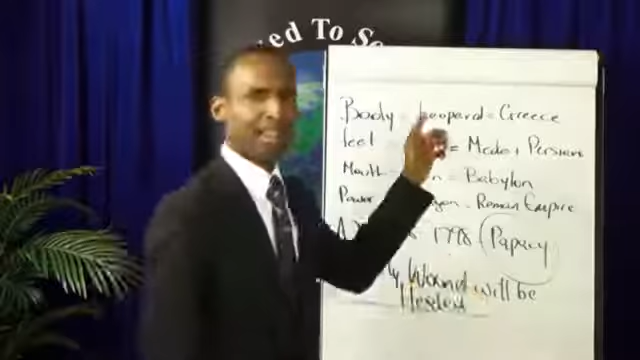 ed To S
Body = Leopard = Greece
feet = Medo + Persians
Mouth = Babylon
Power - Roman Empire
1798 (Papacy
Wound will be
Healed